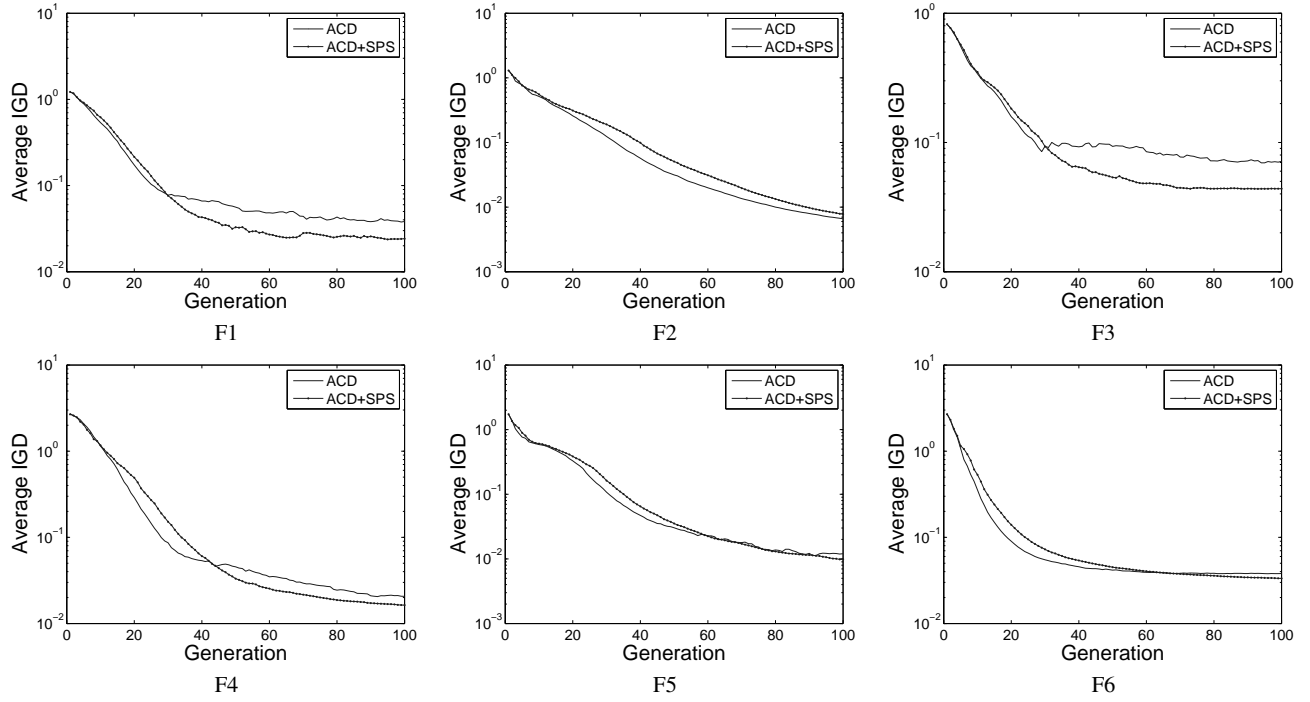 10^1
10^0
10^-1
10^-2
Average IGD
ACD
ACD+SPS
0 20 40 60 80 100
Generation
F1
10^1
10^0
10^-1
10^-2
10^-3
Average IGD
ACD
ACD+SPS
0 20 40 60 80 100
Generation
F2
10^0
10^-1
10^-2
Average IGD
ACD
ACD+SPS
0 20 40 60 80 100
Generation
F3
10^1
10^0
10^-1
10^-2
Average IGD
ACD
ACD+SPS
0 20 40 60 80 100
Generation
F4
10^1
10^0
10^-1
10^-2
10^-3
Average IGD
ACD
ACD+SPS
0 20 40 60 80 100
Generation
F5
10^1
10^0
10^-1
10^-2
Average IGD
ACD
ACD+SPS
0 20 40 60 80 100
Generation
F6